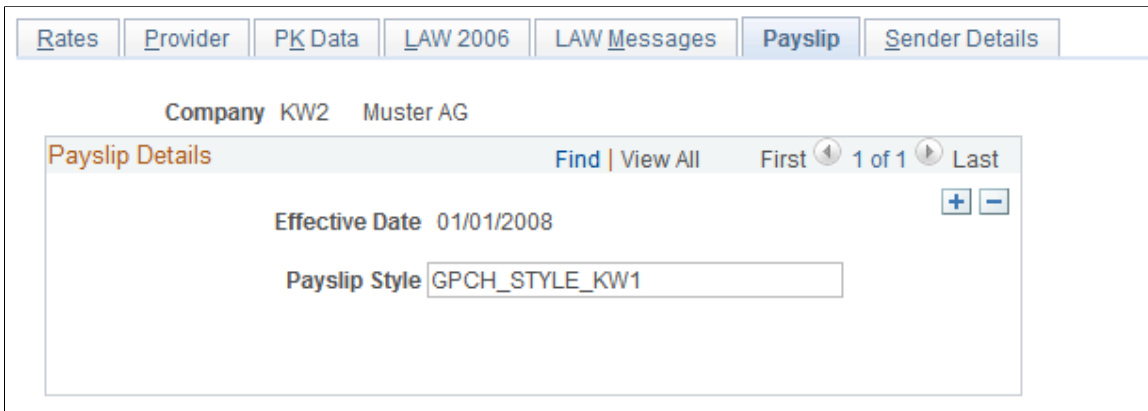 Rates Provider PK Data LAW 2006 LAW Messages Payslip Sender Details
Company KW2 Muster AG
Payslip Details Find | View All First 1 of 1 Last
Effective Date 01/01/2008
Payslip Style GPCH_STYLE_KW1